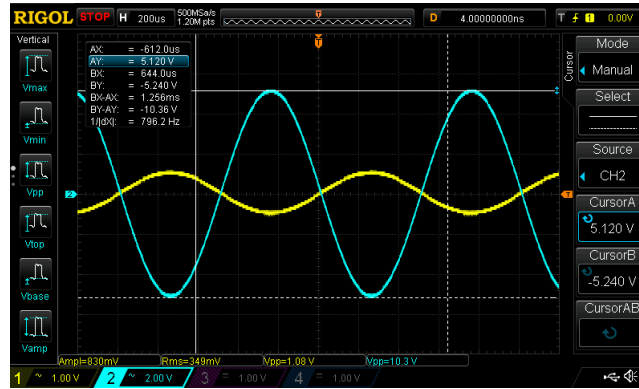 RIGOL STOP H 200us 500MSa/s 1.20M pts D 4.00000000ns T 1 0.00V
Vertical
Vmax
Vmin
Vpp
Vtop
Vbase
Vamp
AX: = -612.0us
AY: = 5.120 V
BX: = 644.0us
BY: = -5.240 V
BX-AX: = 1.256ms
BY-AY: = -10.36 V
1/|dX|: = 796.2 Hz
T
2
T
Cursor
Mode
Manual
Select
Source
CH2
CursorA
5.120 V
CursorB
-5.240 V
CursorAB
Ampl=830mV Rms=349mV Vpp=1.08 V Vpp=10.3 V
1 ~ 1.00 V 2 ~ 2.00 V 3 = 1.00 V 4 = 1.00 V